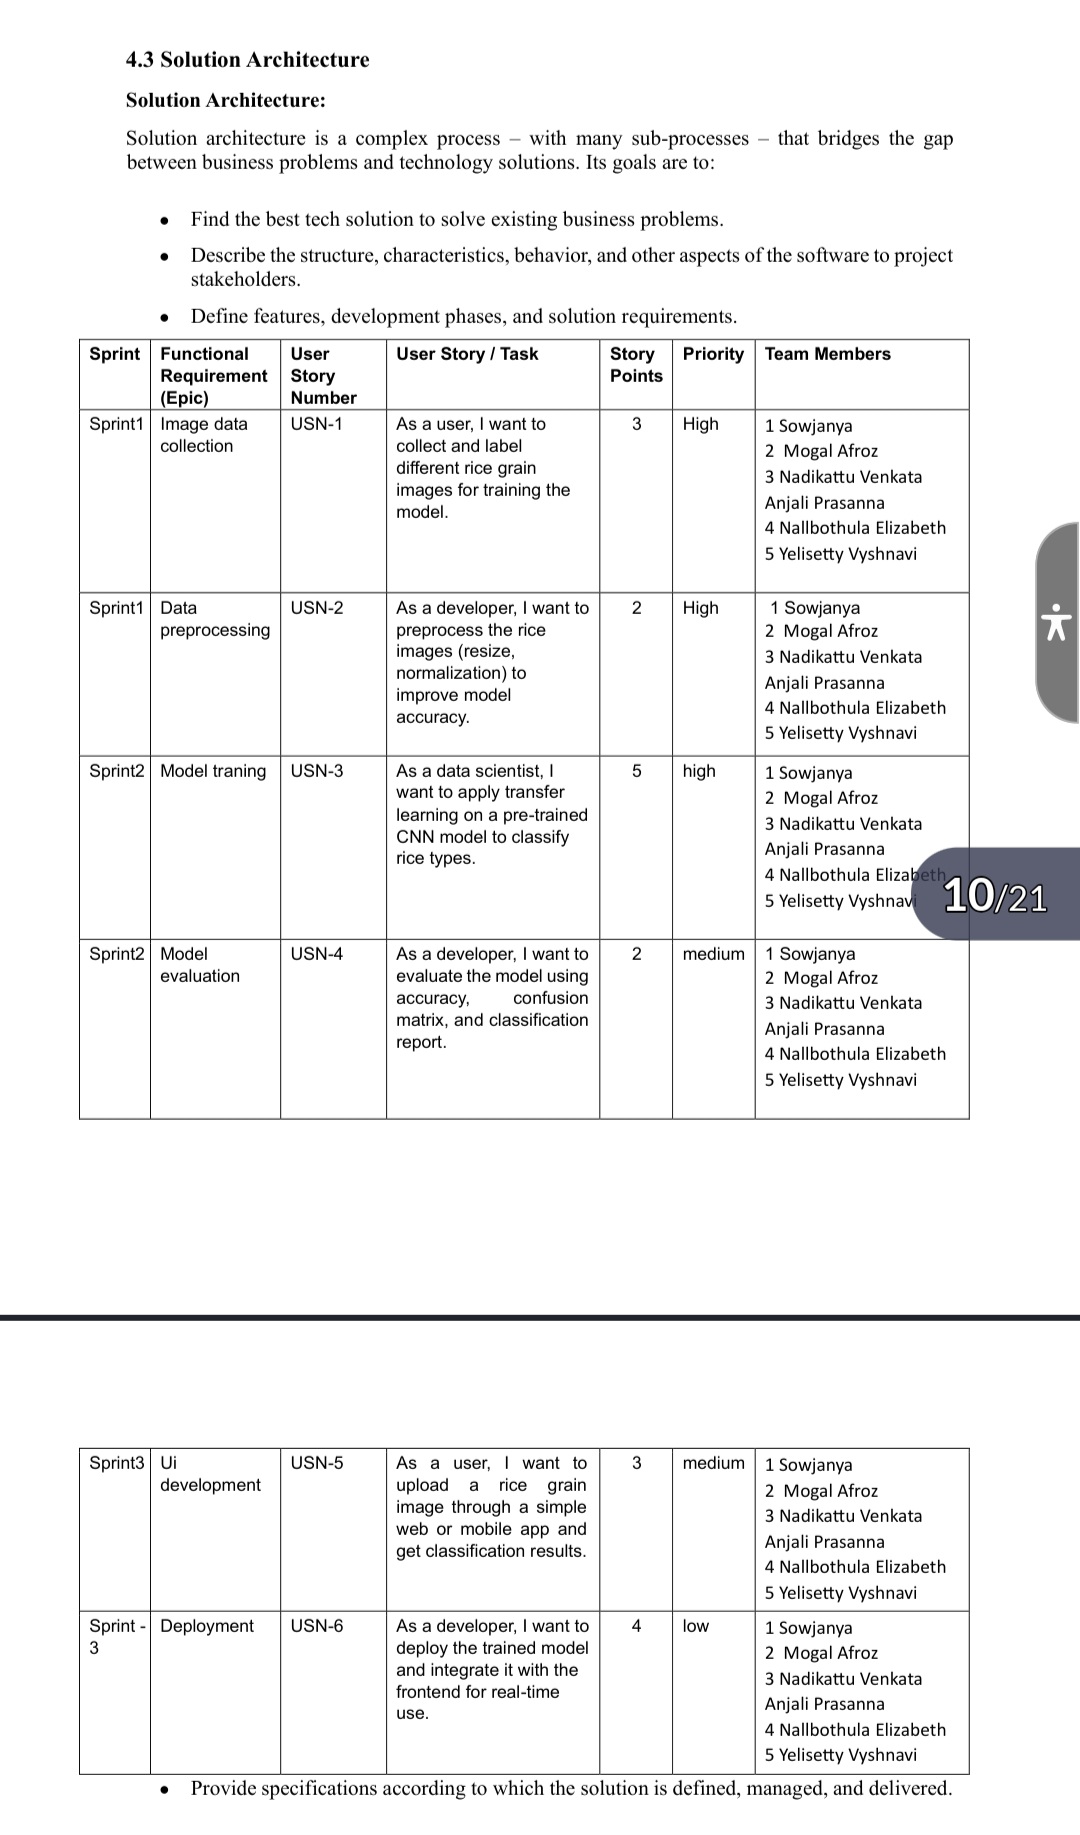 4.3 Solution Architecture
Solution Architecture:
Solution architecture is a complex process – with many sub-processes – that bridges the gap
between business problems and technology solutions. Its goals are to:
● Find the best tech solution to solve existing business problems.
● Describe the structure, characteristics, behavior, and other aspects of the software to project
stakeholders.
● Define features, development phases, and solution requirements.
Sprint
Functional
Requirement
(Epic)
User
Story
Number
User Story / Task
Story
Points
Priority
Team Members
Sprint1
Image data
collection
USN-1
As a user, I want to
collect and label
different rice grain
images for training the
model.
3
High
1 Sowjanya
2 Mogal Afroz
3 Nadikattu Venkata
Anjali Prasanna
4 Nallbothula Elizabeth
5 Yelisetty Vyshnavi
Sprint1
Data
preprocessing
USN-2
As a developer, I want to
preprocess the rice
images (resize,
normalization) to
improve model
accuracy.
2
High
1 Sowjanya
2 Mogal Afroz
3 Nadikattu Venkata
Anjali Prasanna
4 Nallbothula Elizabeth
5 Yelisetty Vyshnavi
Sprint2
Model traning
USN-3
As a data scientist, I
want to apply transfer
learning on a pre-trained
CNN model to classify
rice types.
5
high
1 Sowjanya
2 Mogal Afroz
3 Nadikattu Venkata
Anjali Prasanna
4 Nallbothula Elizabeth
5 Yelisetty Vyshnavi
10/21
Sprint2
Model
evaluation
USN-4
As a developer, I want to
evaluate the model using
accuracy, confusion
matrix, and classification
report.
2
medium
1 Sowjanya
2 Mogal Afroz
3 Nadikattu Venkata
Anjali Prasanna
4 Nallbothula Elizabeth
5 Yelisetty Vyshnavi
Sprint3
Ui
development
USN-5
As a user, I want to
upload a rice grain
image through a simple
web or mobile app and
get classification results.
3
medium
1 Sowjanya
2 Mogal Afroz
3 Nadikattu Venkata
Anjali Prasanna
4 Nallbothula Elizabeth
5 Yelisetty Vyshnavi
Sprint -
3
Deployment
USN-6
As a developer, I want to
deploy the trained model
and integrate it with the
frontend for real-time
use.
4
low
1 Sowjanya
2 Mogal Afroz
3 Nadikattu Venkata
Anjali Prasanna
4 Nallbothula Elizabeth
5 Yelisetty Vyshnavi
● Provide specifications according to which the solution is defined, managed, and delivered.